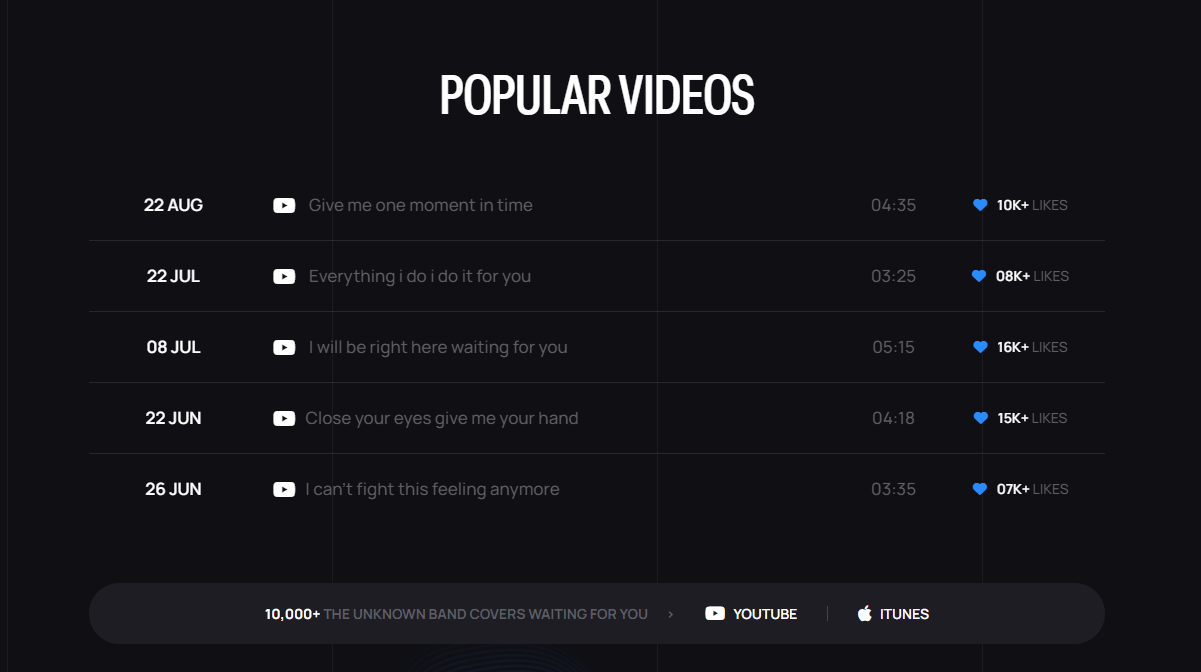 POPULAR VIDEOS
22 AUG Give me one moment in time 04:35 10K+ LIKES
22 JUL Everything i do i do it for you 03:25 08K+ LIKES
08 JUL I will be right here waiting for you 05:15 16K+ LIKES
22 JUN Close your eyes give me your hand 04:18 15K+ LIKES
26 JUN I can't fight this feeling anymore 03:35 07K+ LIKES
10,000+ THE UNKNOWN BAND COVERS WAITING FOR YOU > YOUTUBE | ITUNES